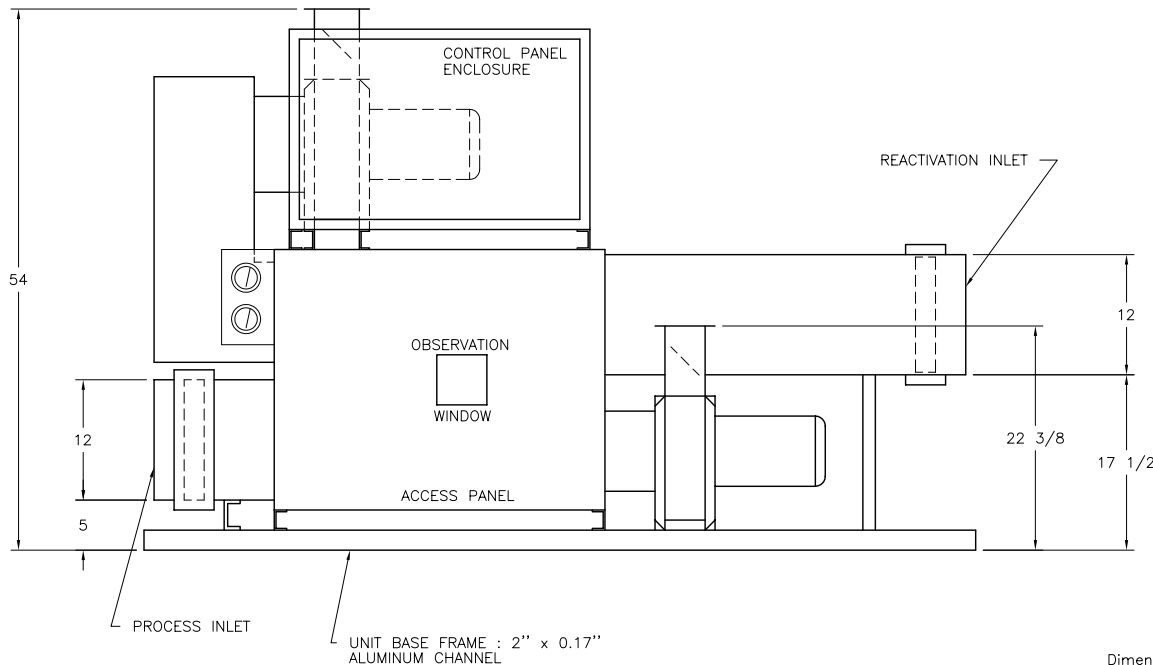 CONTROL PANEL
ENCLOSURE
REACTIVATION INLET
54
12
OBSERVATION
WINDOW
12
22 3/8
17 1/2
ACCESS PANEL
5
PROCESS INLET
UNIT BASE FRAME : 2'' x 0.17''
ALUMINUM CHANNEL
Dimen